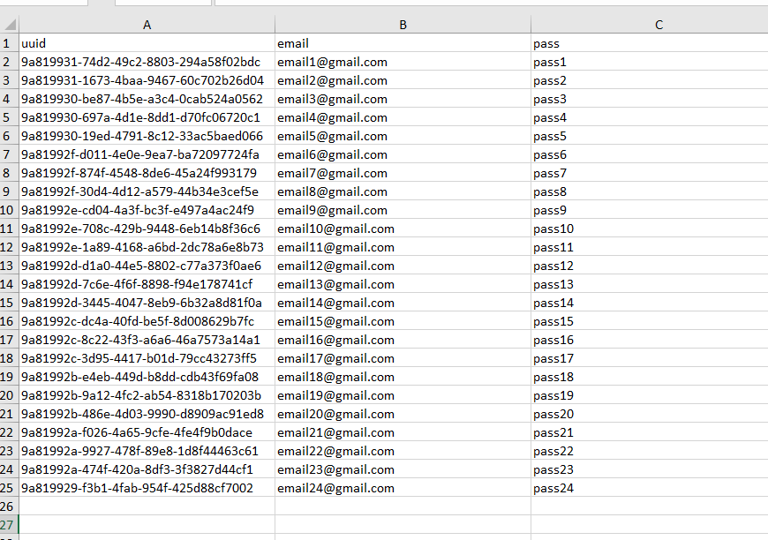 A B C
1 uuid email pass
2 9a819931-74d2-49c2-8803-294a58f02bdc email1@gmail.com pass1
3 9a819931-1673-4baa-9467-60c702b26d04 email2@gmail.com pass2
4 9a819930-be87-4b5e-a3c4-0cab524a0562 email3@gmail.com pass3
5 9a819930-697a-4d1e-8dd1-d70fc06720c1 email4@gmail.com pass4
6 9a819930-19ed-4791-8c12-33ac5baed066 email5@gmail.com pass5
7 9a81992f-d011-4e0e-9ea7-ba72097724fa email6@gmail.com pass6
8 9a81992f-874f-4548-8de6-45a24f993179 email7@gmail.com pass7
9 9a81992f-30d4-4d12-a579-44b34e3cef5e email8@gmail.com pass8
10 9a81992e-cd04-4a3f-bc3f-e497a4ac24f9 email9@gmail.com pass9
11 9a81992e-708c-429b-9448-6eb14b8f36c6 email10@gmail.com pass10
12 9a81992e-1a89-4168-a6bd-2dc78a6e8b73 email11@gmail.com pass11
13 9a81992d-d1a0-44e5-8802-c77a373f0ae6 email12@gmail.com pass12
14 9a81992d-7c6e-4f6f-8898-f94e178741cf email13@gmail.com pass13
15 9a81992d-3445-4047-8eb9-6b32a8d81f0a email14@gmail.com pass14
16 9a81992c-dc4a-40fd-be5f-8d008629b7fc email15@gmail.com pass15
17 9a81992c-8c22-43f3-a6a6-46a7573a14a1 email16@gmail.com pass16
18 9a81992c-3d95-4417-b01d-79cc43273ff5 email17@gmail.com pass17
19 9a81992b-e4eb-449d-b8dd-cdb43f69fa08 email18@gmail.com pass18
20 9a81992b-9a12-4fc2-ab54-8318b170203b email19@gmail.com pass19
21 9a81992b-486e-4d03-9990-d8909ac91ed8 email20@gmail.com pass20
22 9a81992a-f026-4a65-9cfe-4fe4f9b0dace email21@gmail.com pass21
23 9a81992a-9927-478f-89e8-1d8f44463c61 email22@gmail.com pass22
24 9a81992a-474f-420a-8df3-3f3827d44cf1 email23@gmail.com pass23
25 9a819929-f3b1-4fab-954f-425d88cf7002 email24@gmail.com pass24
26
27